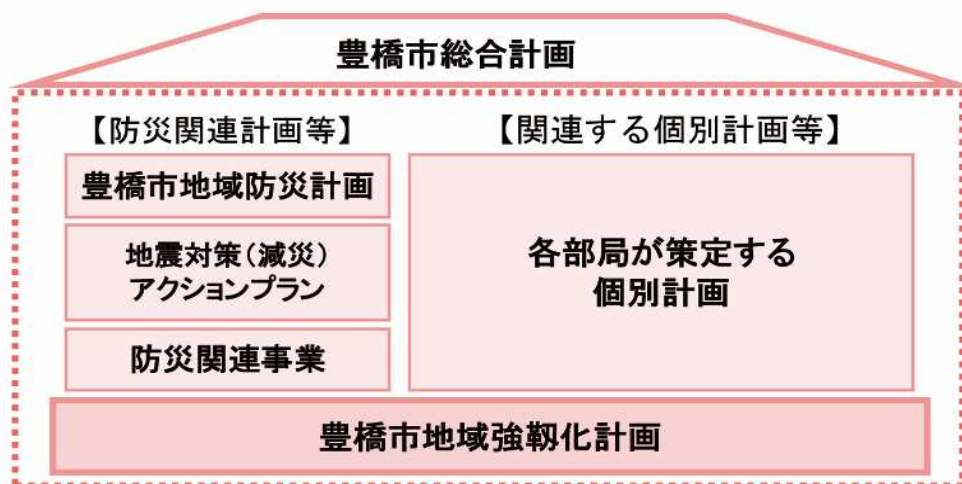 豊橋市総合計画
【防災関連計画等】
豊橋市地域防災計画
地震対策(減災)
アクションプラン
防災関連事業
【関連する個別計画等】
各部局が策定する
個別計画
豊橋市地域強靱化計画